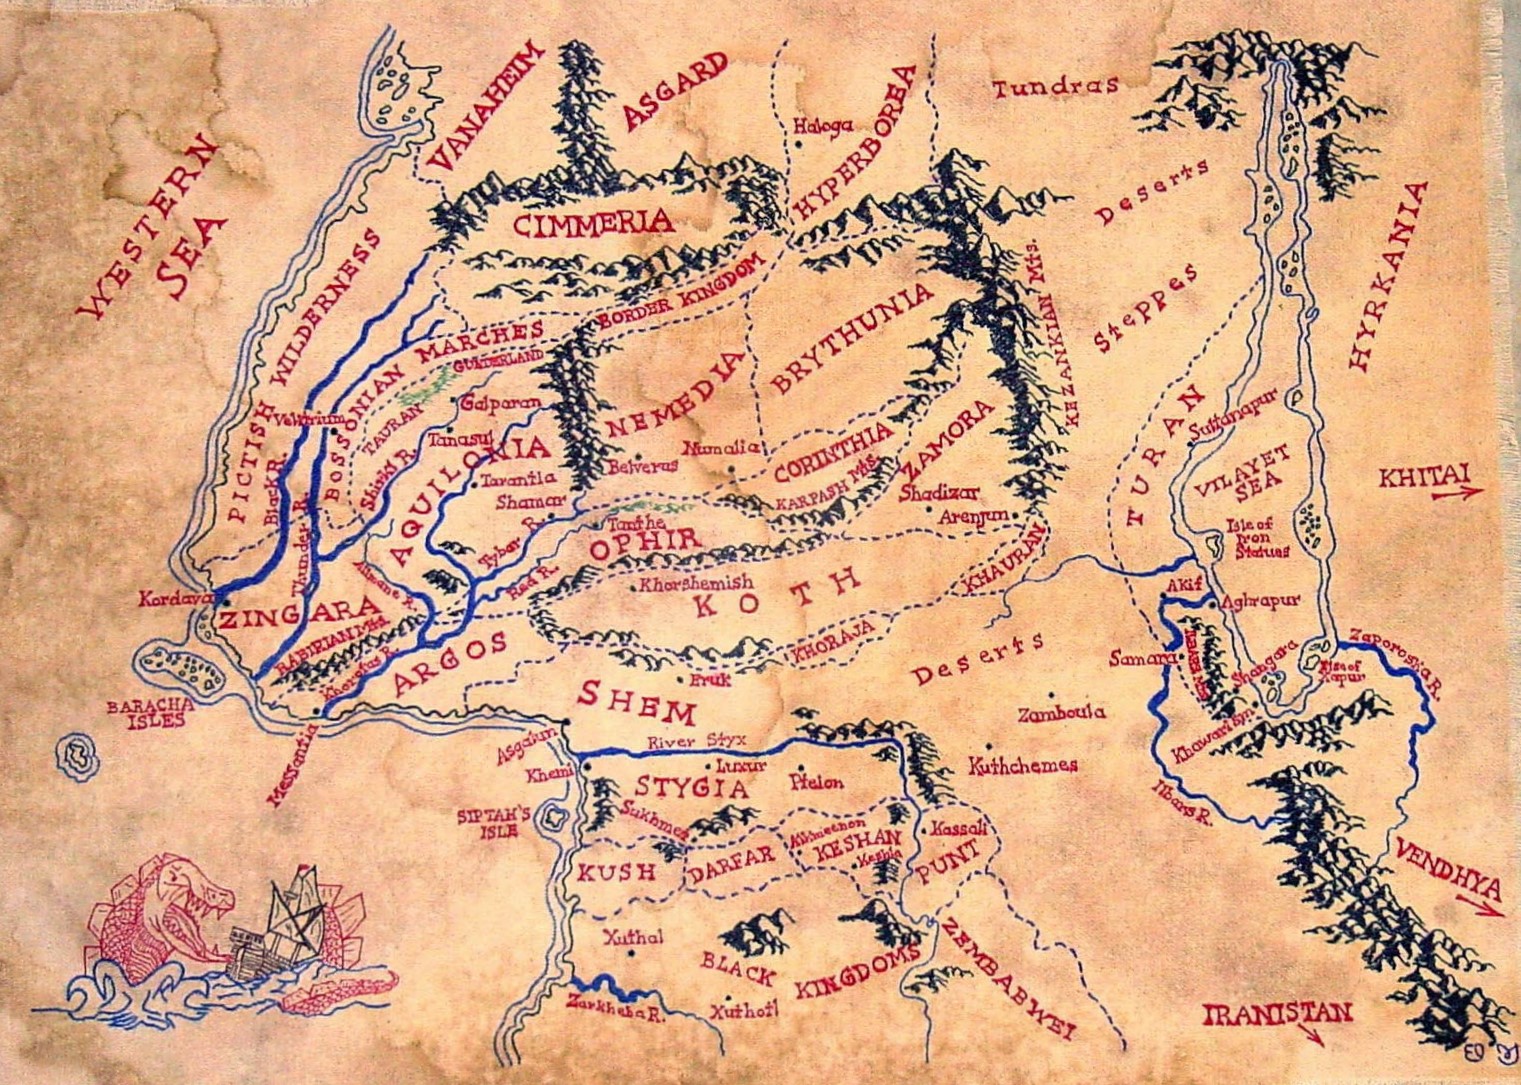 WESTERN
SEA
VANAHEIM
ASGARD
HYPERBOREA
Haloga
Tundras
Deserts
Steppes
HYRKANIA
CIMMERIA
PICTISH WILDERNESS
BORDER KINGDOM
BOSSONIAN MARCHES
GUNDERLAND
TAURAN
Galparan
Tanasul
Velitrium
AQUILONIA
Tarantia
Shamar
Shirki R.
Black R.
Thunder R.
Tybor R.
Red R.
Alimane R.
NEMEDIA
Belverus
Numalia
BRYTHUNIA
KEZANKIAN Mts.
CORINTHIA
KARPASH Mts.
ZAMORA
Shadizar
Arenjun
TURAN
Sultanapur
VILAYET
SEA
KHITAI
Isle of
Iron
Statues
Akif
Aghrapur
Tanthe
OPHIR
Khorshemish
KOTH
KHAURAN
KHORAJA
Kordava
ZINGARA
RABIRIAN Mts.
Khorotas R.
ARGOS
Messantia
BARACHA
ISLES
SHEM
Eruk
Deserts
Zamboula
Kuthchemes
Samara
Shangara
Isle of
Xapur
Zaporoska R.
Khawarizm
Ilbars R.
Asgalun
Khemi
River Styx
Luxur
STYGIA
Pteion
SIPTAH'S
ISLE
Sukhmet
KUSH
DARFAR
KESHAN
Keshia
Kassali
PUNT
Xuthal
BLACK KINGDOMS
ZEMBABWEI
Zarkheba R.
Xuthotl
VENDHYA
IRANISTAN